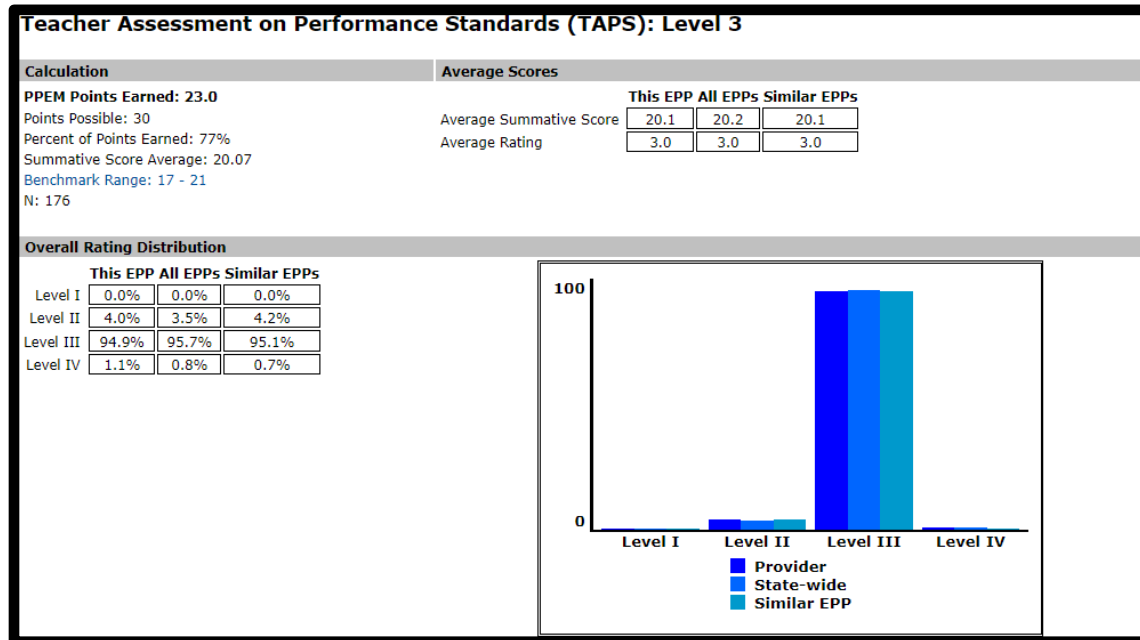 Teacher Assessment on Performance Standards (TAPS): Level 3
Calculation
PPEM Points Earned: 23.0
Points Possible: 30
Percent of Points Earned: 77%
Summative Score Average: 20.07
Benchmark Range: 17 - 21
N: 176
Average Scores
This EPP All EPPs Similar EPPs
Average Summative Score 20.1 20.2 20.1
Average Rating 3.0 3.0 3.0
Overall Rating Distribution
This EPP All EPPs Similar EPPs
Level I 0.0% 0.0% 0.0%
Level II 4.0% 3.5% 4.2%
Level III 94.9% 95.7% 95.1%
Level IV 1.1% 0.8% 0.7%
100
0
Level I Level II Level III Level IV
Provider
State-wide
Similar EPP